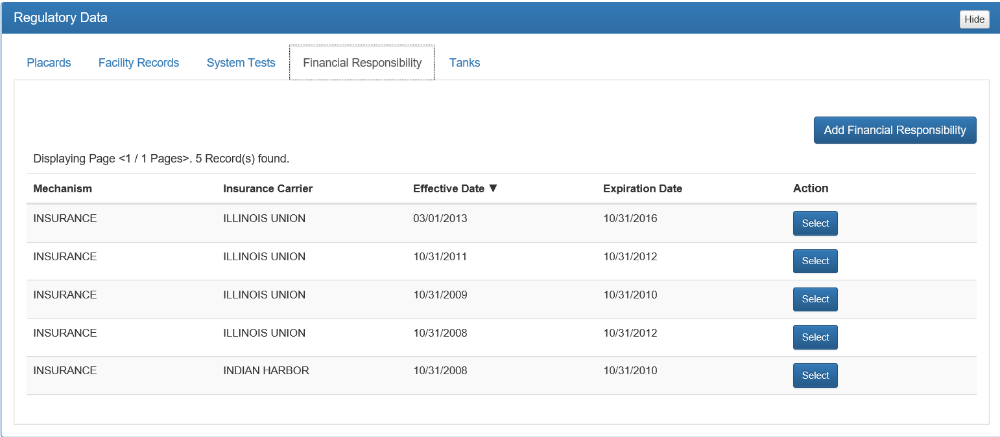 Regulatory Data
Hide
Placards Facility Records System Tests Financial Responsibility Tanks
Add Financial Responsibility
Displaying Page <1 / 1 Pages>. 5 Record(s) found.
Mechanism Insurance Carrier Effective Date ▼ Expiration Date Action
INSURANCE ILLINOIS UNION 03/01/2013 10/31/2016 Select
INSURANCE ILLINOIS UNION 10/31/2011 10/31/2012 Select
INSURANCE ILLINOIS UNION 10/31/2009 10/31/2010 Select
INSURANCE ILLINOIS UNION 10/31/2008 10/31/2012 Select
INSURANCE INDIAN HARBOR 10/31/2008 10/31/2010 Select